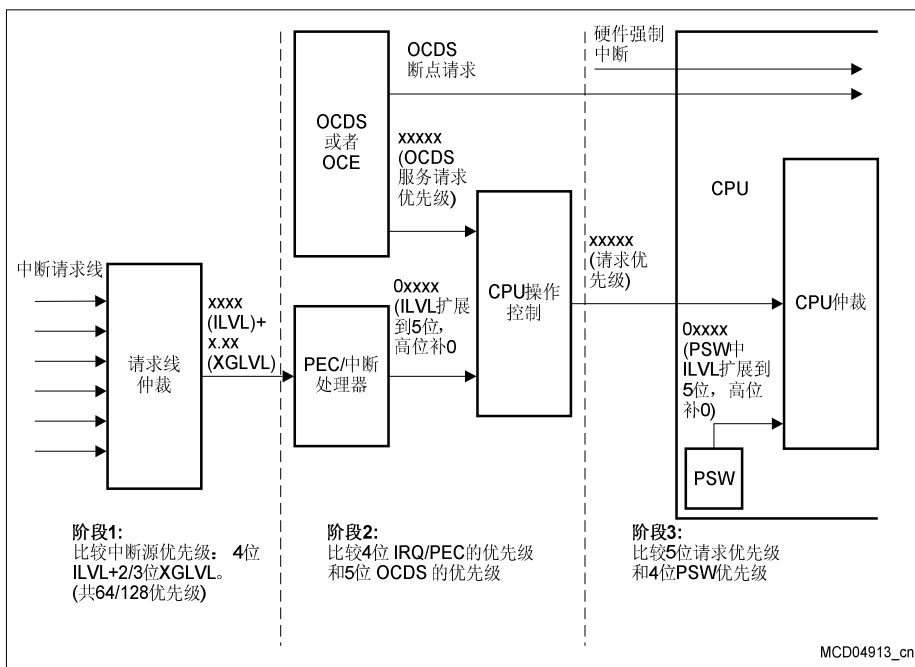 OCDS
断点请求
硬件强制
中断
OCDS
或者
OCE
xxxxx
(OCDS
服务请求
优先级)
CPU
中断请求线
请求线
仲裁
xxxx
(ILVL)+
x.xx
(XGLVL)
PEC/中断
处理器
0xxxx
(ILVL扩展
到5位,
高位补0
CPU操作
控制
xxxxx
(请求优
先级)
CPU仲裁
0xxxx
(PSW中
ILVL扩展到
5位，高位
补0)
PSW
阶段1:
比较中断源优先级： 4位
ILVL+2/3位XGLVL。
(共64/128优先级)
阶段2:
比较4位 IRQ/PEC的优先级
和5位 OCDS 的优先级
阶段3:
比较5位请求优先级
和4位PSW优先级
MCD04913_cn